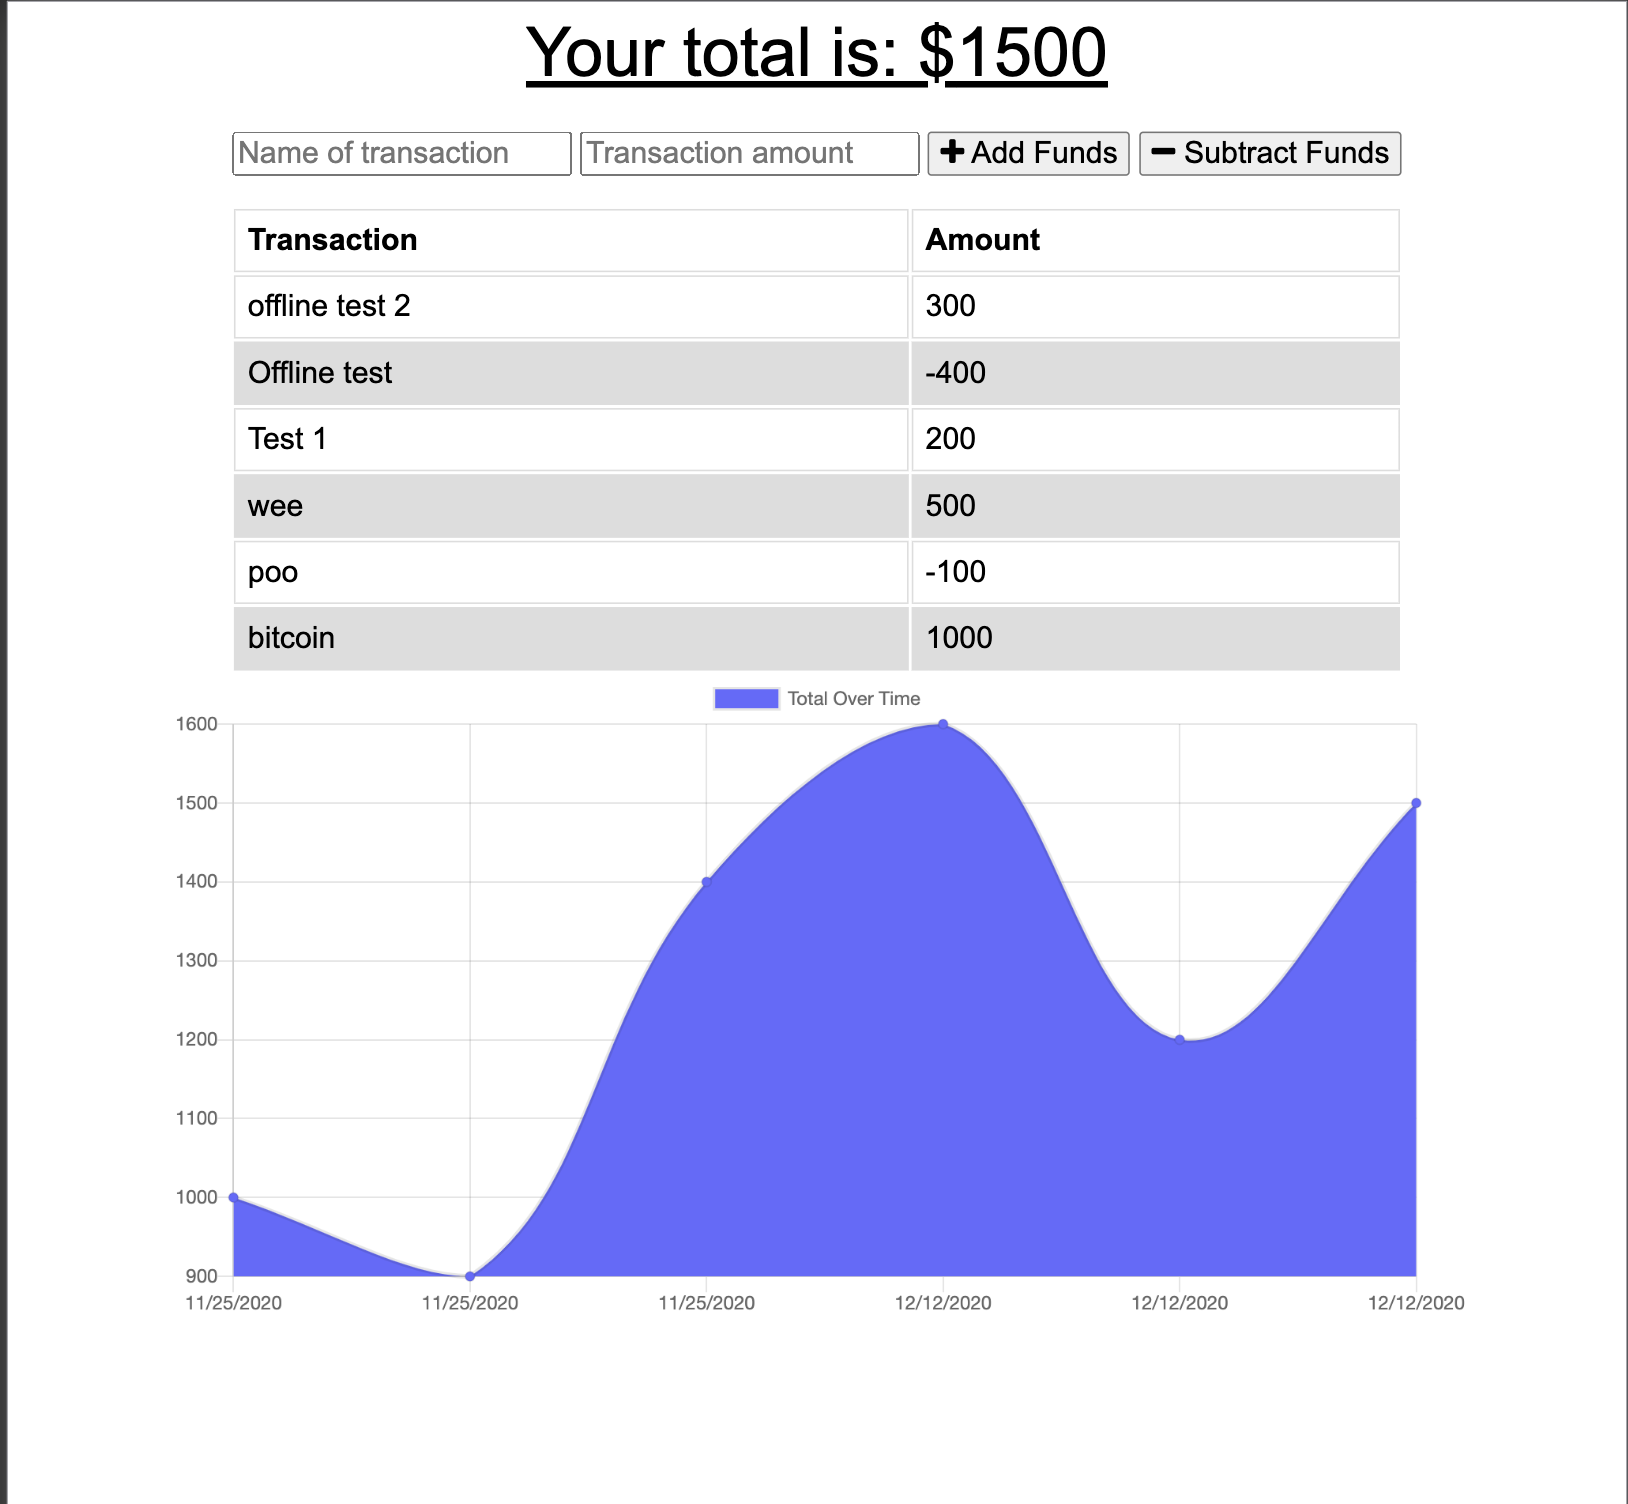 Your total is: $1500
Name of transaction Transaction amount Add Funds Subtract Funds
Transaction Amount
offline test 2 300
Offline test -400
Test 1 200
wee 500
poo -100
bitcoin 1000
Total Over Time
1600
1500
1400
1300
1200
1100
1000
900
11/25/2020 11/25/2020 11/25/2020 12/12/2020 12/12/2020 12/12/2020